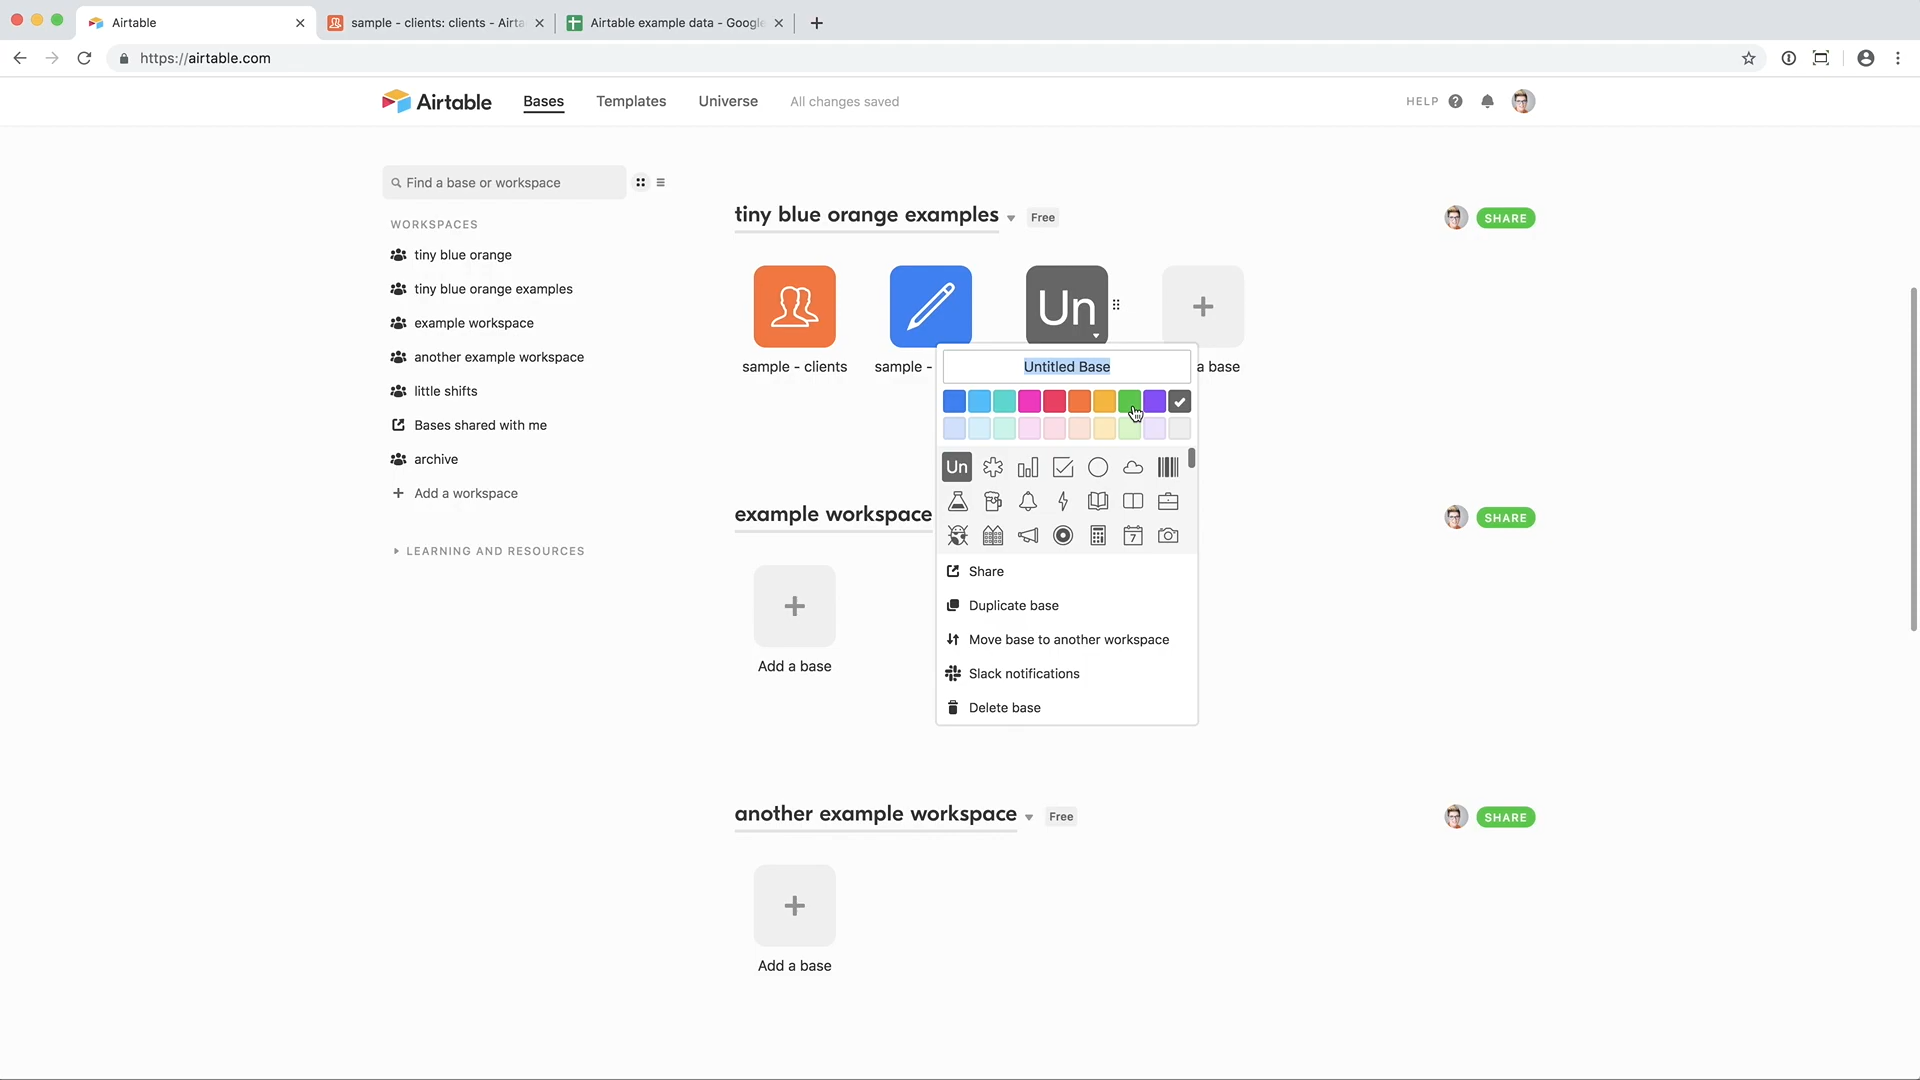 Airtable
sample - clients: clients - Airta
Airtable example data - Google
https://airtable.com
Airtable
Bases
Templates
Universe
All changes saved
HELP
Find a base or workspace
WORKSPACES
tiny blue orange
tiny blue orange examples
example workspace
another example workspace
little shifts
Bases shared with me
archive
Add a workspace
LEARNING AND RESOURCES
tiny blue orange examples
Free
SHARE
Un
sample - clients
sample -
a base
Untitled Base
Un
7
Share
Duplicate base
Move base to another workspace
Slack notifications
Delete base
example workspace
SHARE
Add a base
another example workspace
Free
SHARE
Add a base